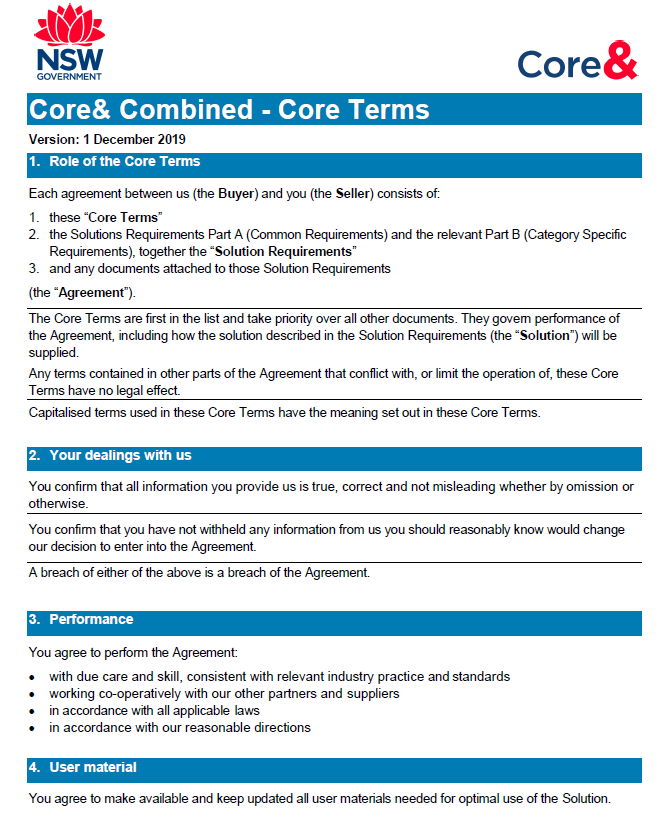 NSW
GOVERNMENT
Core&
Core& Combined - Core Terms
Version: 1 December 2019
1. Role of the Core Terms
Each agreement between us (the Buyer) and you (the Seller) consists of:
1. these “Core Terms”
2. the Solutions Requirements Part A (Common Requirements) and the relevant Part B (Category Specific
Requirements), together the “Solution Requirements”
3. and any documents attached to those Solution Requirements
(the “Agreement”).
The Core Terms are first in the list and take priority over all other documents. They govern performance of
the Agreement, including how the solution described in the Solution Requirements (the “Solution”) will be
supplied.
Any terms contained in other parts of the Agreement that conflict with, or limit the operation of, these Core
Terms have no legal effect.
Capitalised terms used in these Core Terms have the meaning set out in these Core Terms.
2. Your dealings with us
You confirm that all information you provide us is true, correct and not misleading whether by omission or
otherwise.
You confirm that you have not withheld any information from us you should reasonably know would change
our decision to enter into the Agreement.
A breach of either of the above is a breach of the Agreement.
3. Performance
You agree to perform the Agreement:
• with due care and skill, consistent with relevant industry practice and standards
• working co-operatively with our other partners and suppliers
• in accordance with all applicable laws
• in accordance with our reasonable directions
4. User material
You agree to make available and keep updated all user materials needed for optimal use of the Solution.